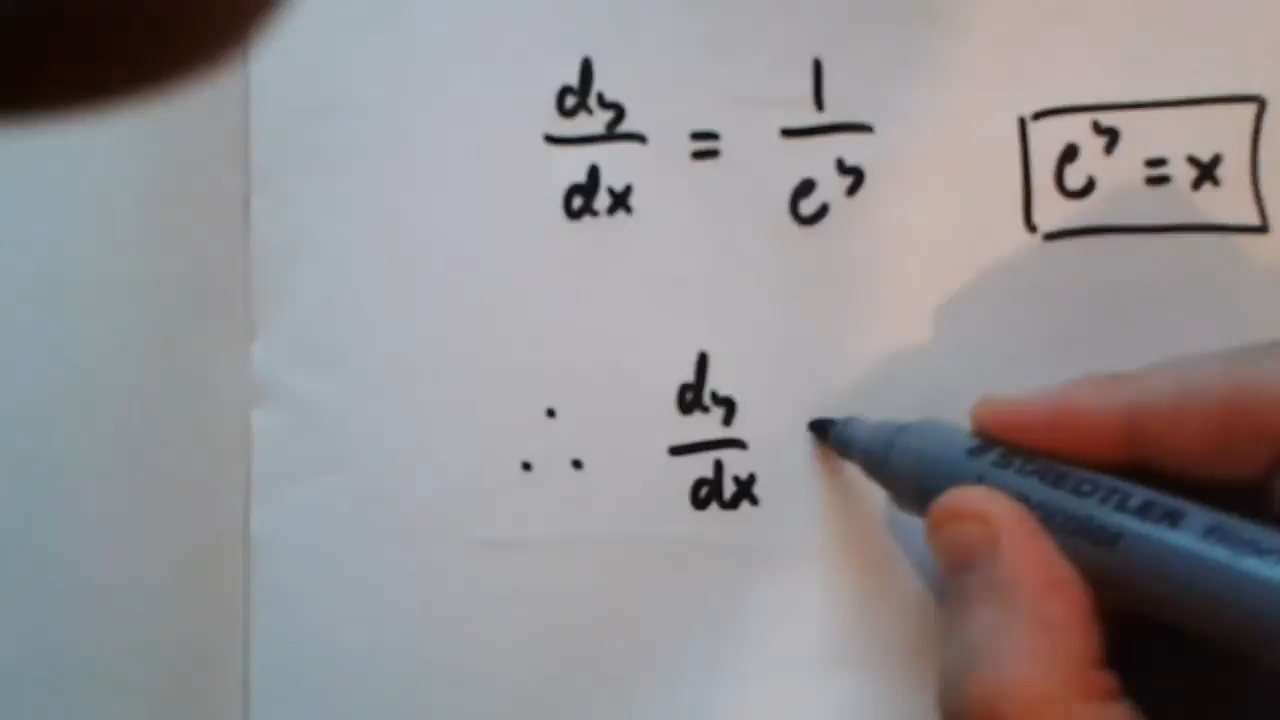 dy/dx = 1/e^y
e^y = x
∴ dy/dx
STAEDTLER